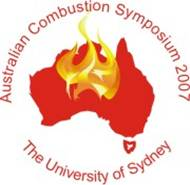 Australian Combustion Symposium 2007
The University of Sydney